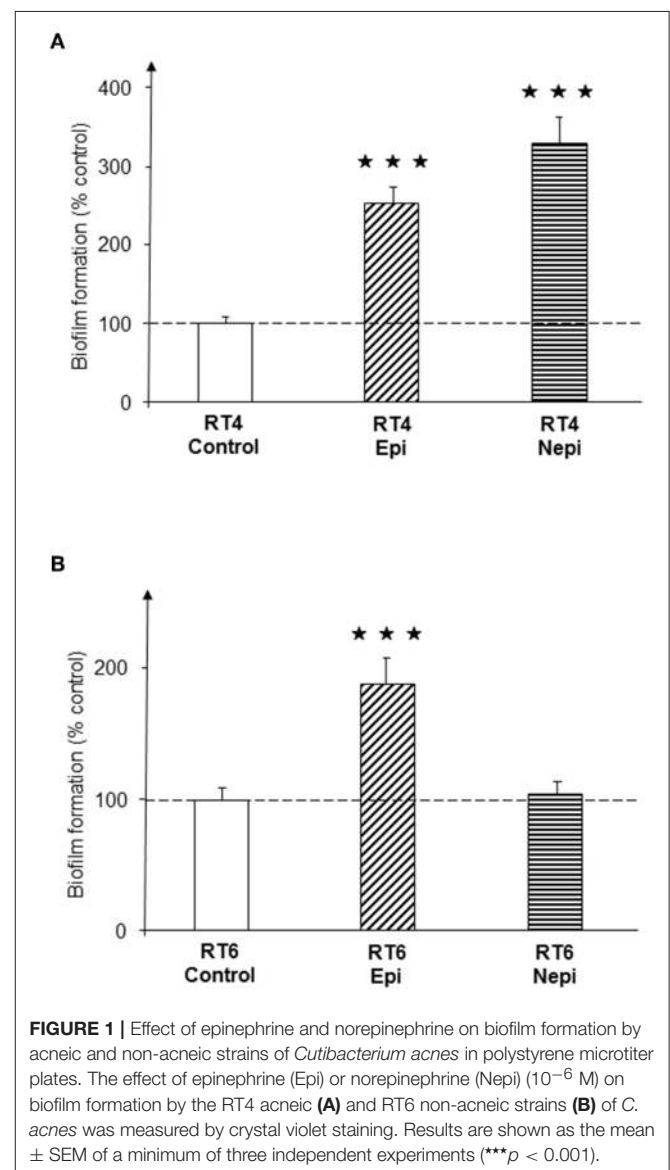 A
Biofilm formation (% control)
400
300
200
100
0
★ ★ ★
★ ★ ★
RT4
Control
RT4
Epi
RT4
Nepi
B
Biofilm formation (% control)
200
100
0
★ ★ ★
RT6
Control
RT6
Epi
RT6
Nepi
FIGURE 1 | Effect of epinephrine and norepinephrine on biofilm formation by
acneic and non-acneic strains of Cutibacterium acnes in polystyrene microtiter
plates. The effect of epinephrine (Epi) or norepinephrine (Nepi) (10⁻⁶ M) on
biofilm formation by the RT4 acneic (A) and RT6 non-acneic strains (B) of C.
acnes was measured by crystal violet staining. Results are shown as the mean
± SEM of a minimum of three independent experiments (★★★p < 0.001).